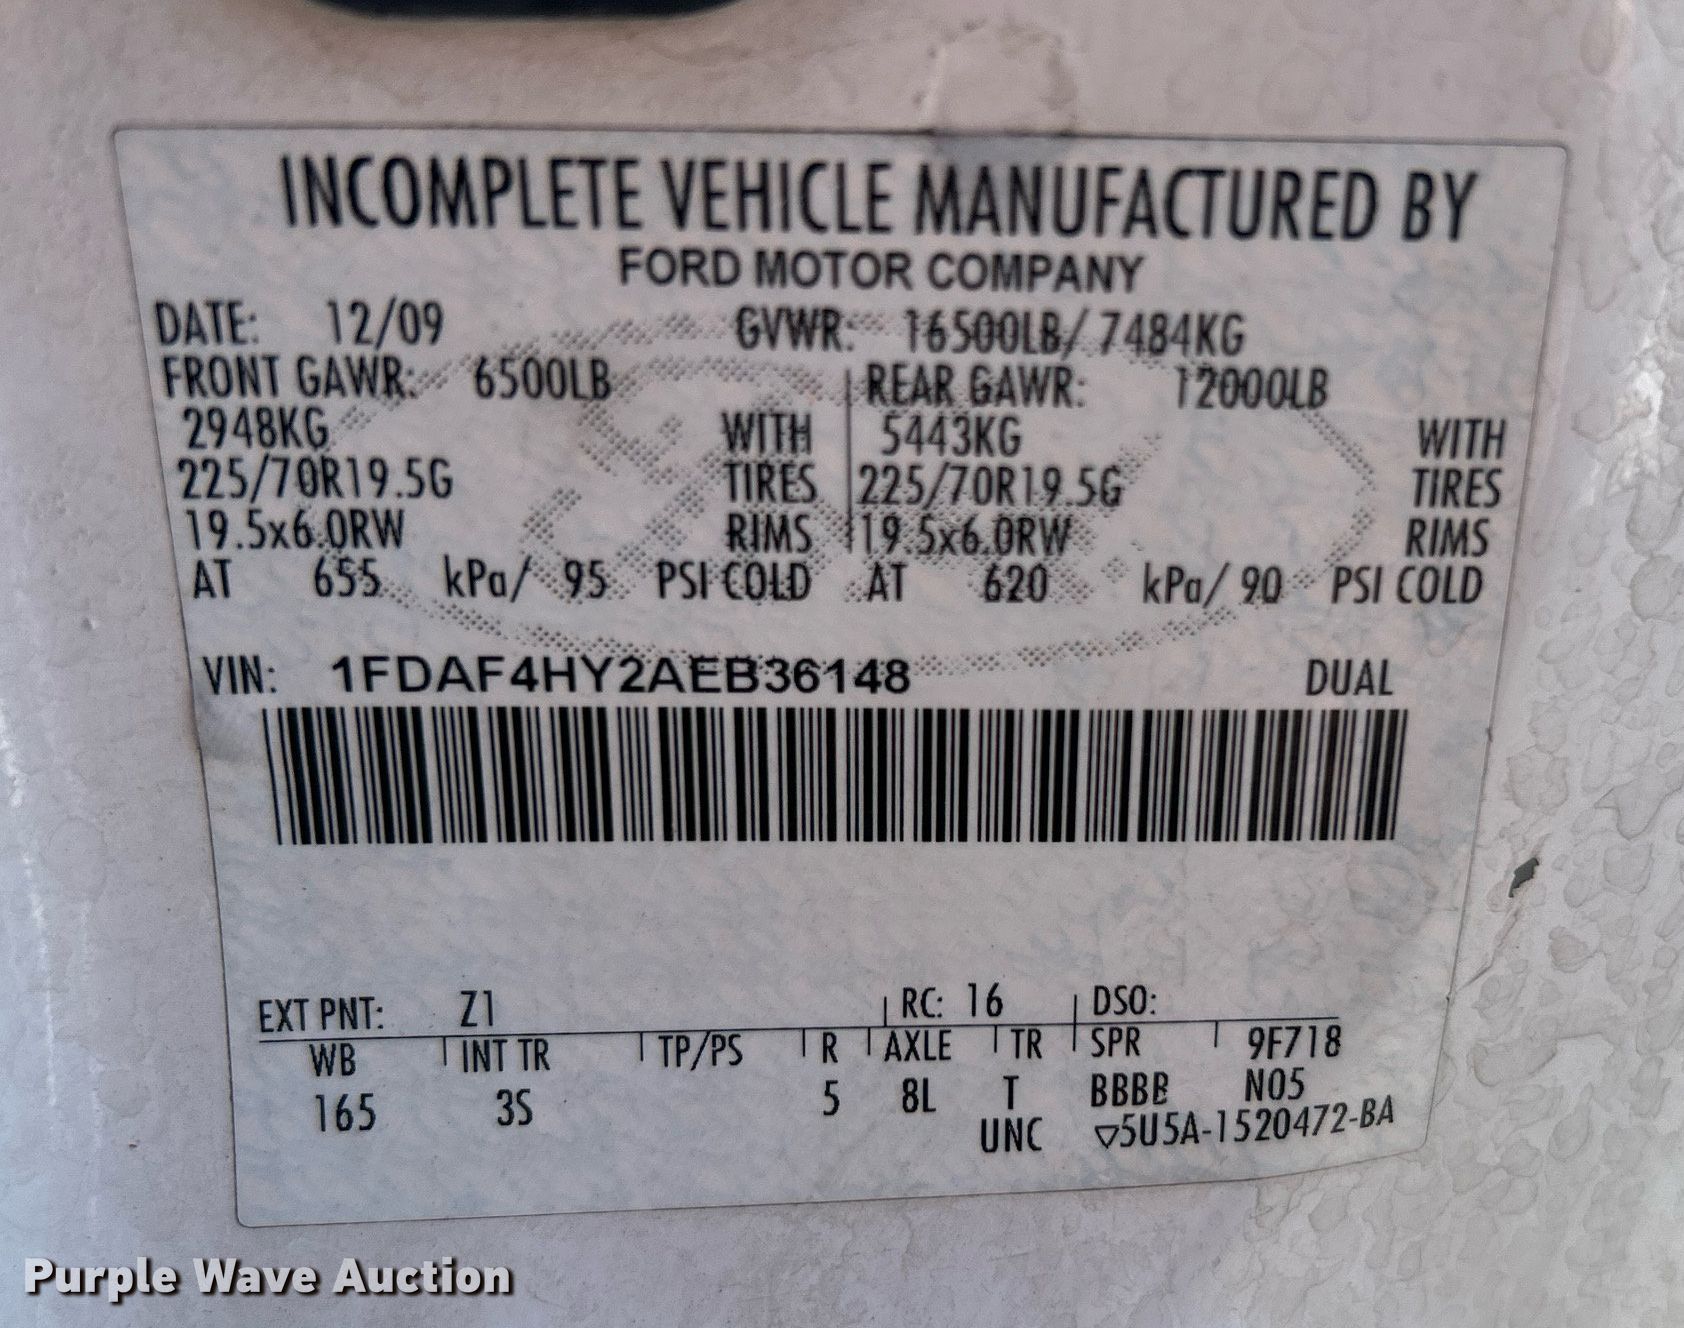 INCOMPLETE VEHICLE MANUFACTURED BY
FORD MOTOR COMPANY
DATE: 12/09 GVWR: 16500LB/ 7484KG
FRONT GAWR: 6500LB REAR GAWR: 12000LB
2948KG WITH 5443KG WITH
225/70R19.5G TIRES 225/70R19.5G TIRES
19.5x6.0RW RIMS 19.5x6.0RW RIMS
AT 655 kPa/ 95 PSI COLD AT 620 kPa/ 90 PSI COLD
VIN: 1FDAF4HY2AEB36148 DUAL
EXT PNT: Z1 RC: 16 DSO:
WB INT TR TP/PS R AXLE TR SPR 9F718
165 3S 5 8L T BBBB N05
UNC ▽5U5A-1520472-BA
Purple Wave Auction